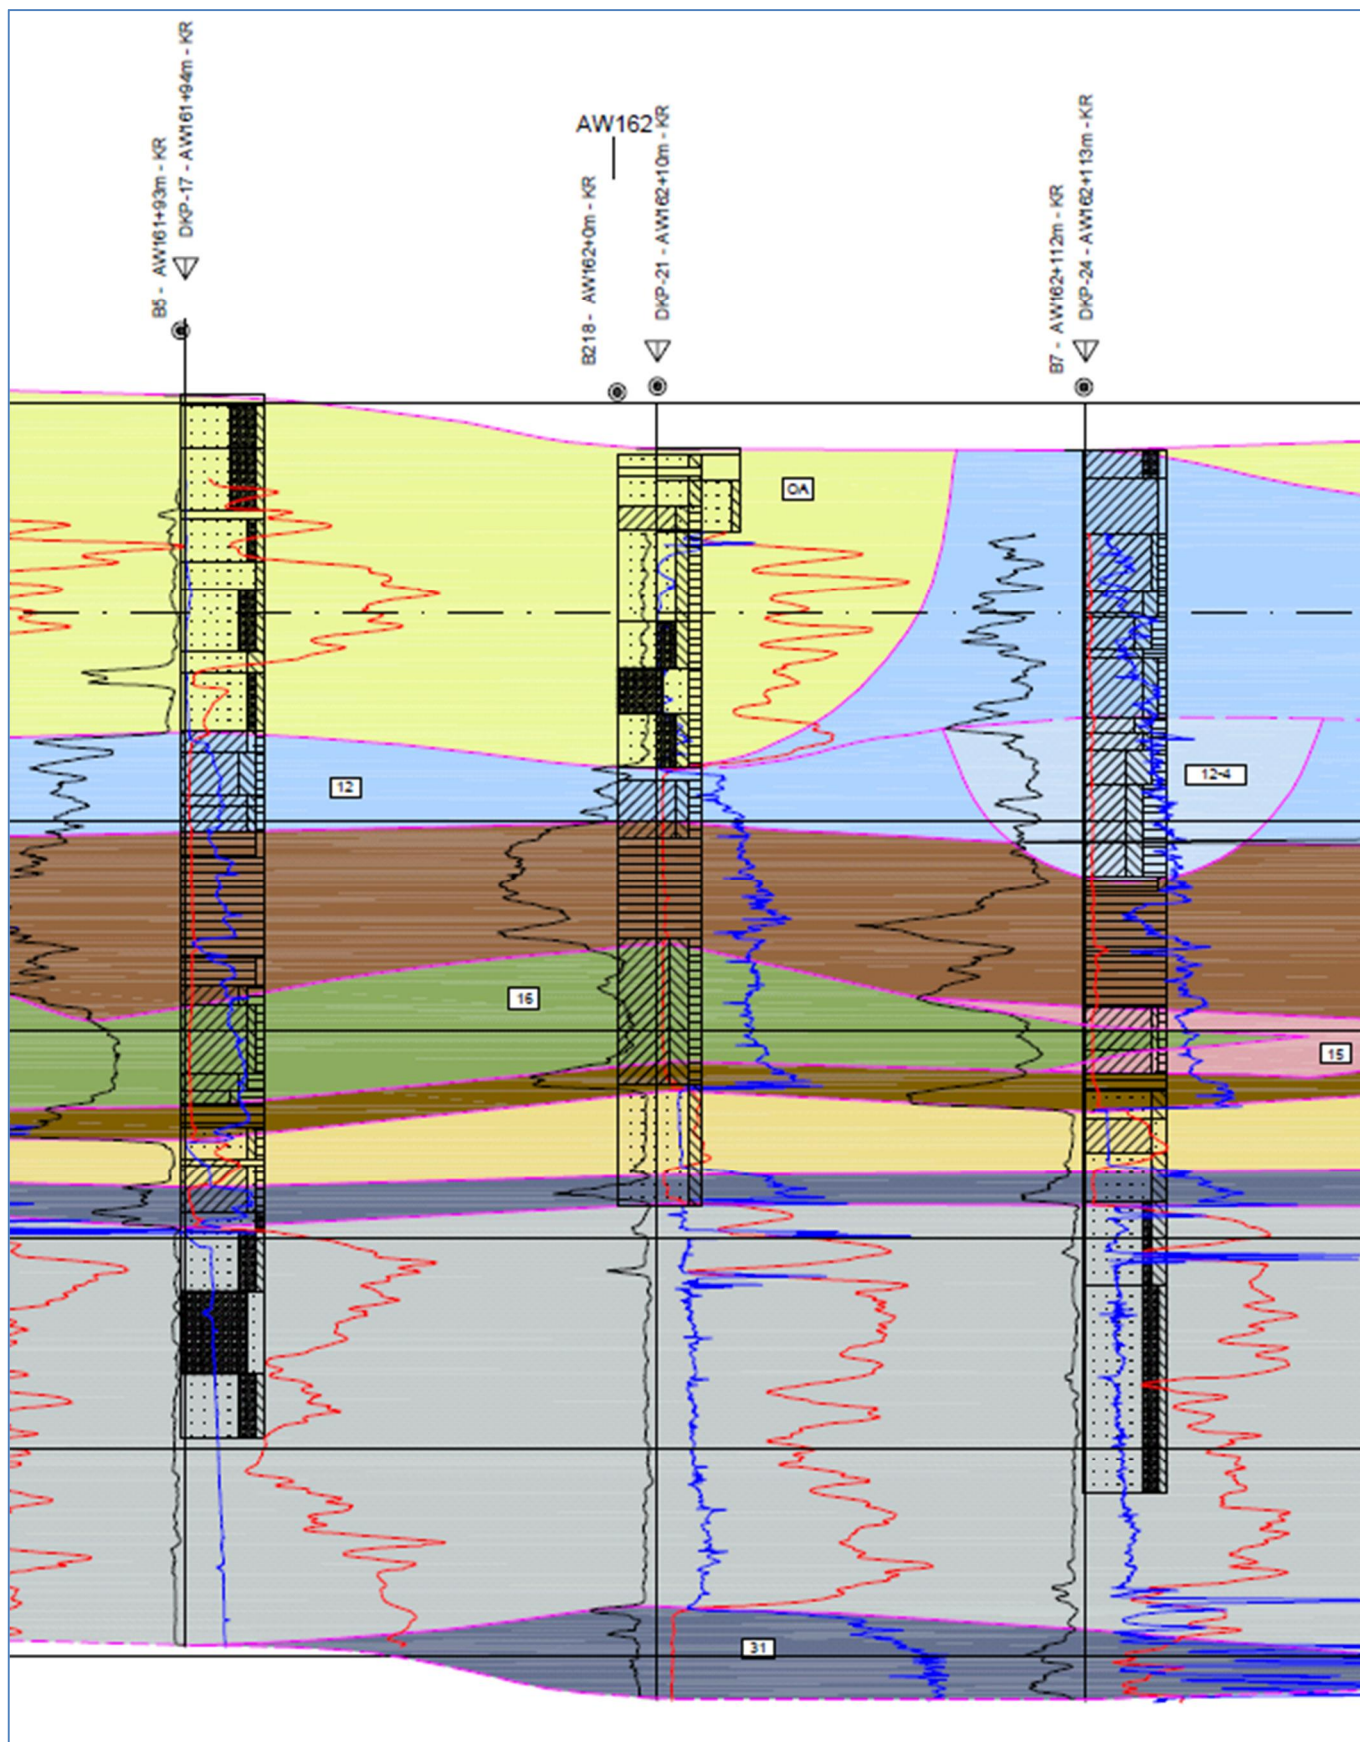 B5 - AW161+93m - KR
DKP-17 - AW161+94m - KR
AW162
B218 - AW162+0m - KR
DKP-21 - AW162+10m - KR
B7 - AW162+112m - KR
DKP-24 - AW162+113m - KR
OA
12
12-4
16
15
31